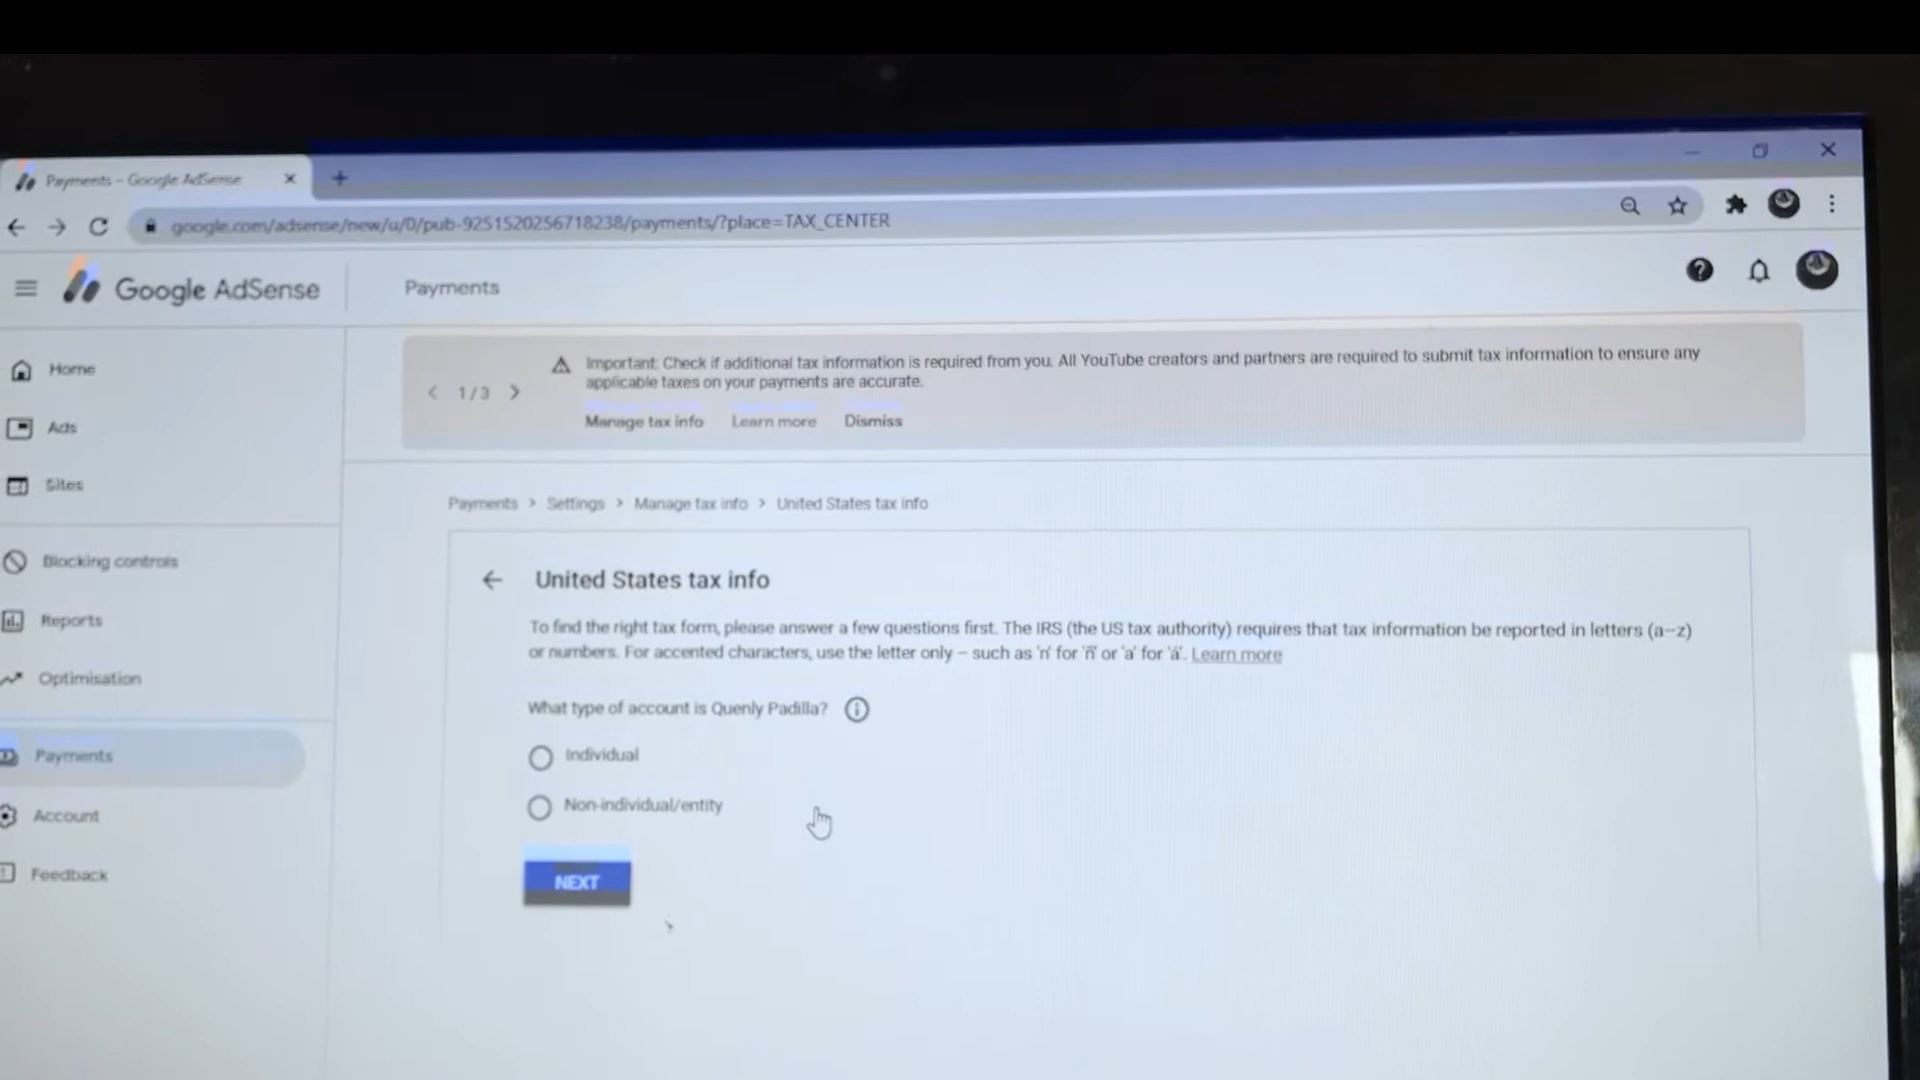 Payments - Google AdSense
google.com/adsense/new/u/0/pub-9251520256718238/payments/?place=TAX_CENTER
Google AdSense
Payments
Home
Ads
Sites
Blocking controls
Reports
Optimisation
Payments
Account
Feedback
1 / 3
Important: Check if additional tax information is required from you. All YouTube creators and partners are required to submit tax information to ensure any
applicable taxes on your payments are accurate.
Manage tax info Learn more Dismiss
Payments > Settings > Manage tax info > United States tax info
United States tax info
To find the right tax form, please answer a few questions first. The IRS (the US tax authority) requires that tax information be reported in letters (a–z)
or numbers. For accented characters, use the letter only – such as 'n' for 'ñ' or 'a' for 'á'. Learn more
What type of account is Quenly Padilla?
Individual
Non-individual/entity
NEXT